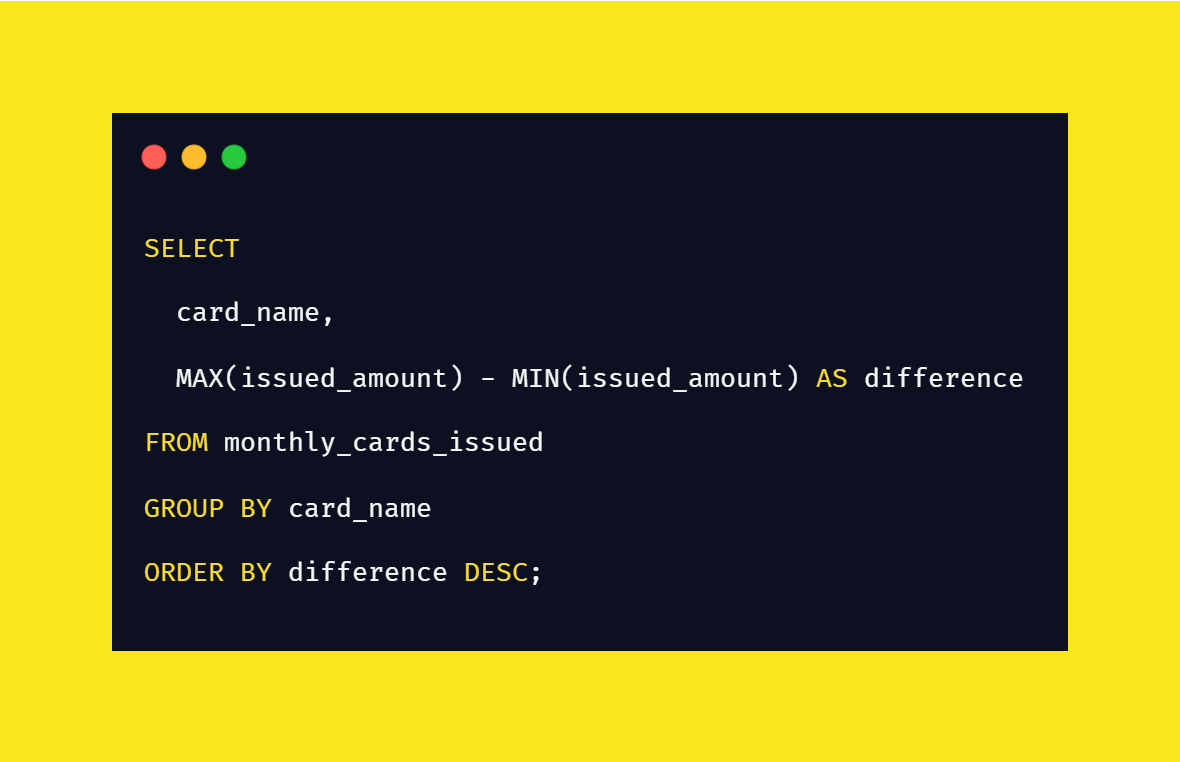 SELECT
  card_name,
  MAX(issued_amount) - MIN(issued_amount) AS difference
FROM monthly_cards_issued
GROUP BY card_name
ORDER BY difference DESC;